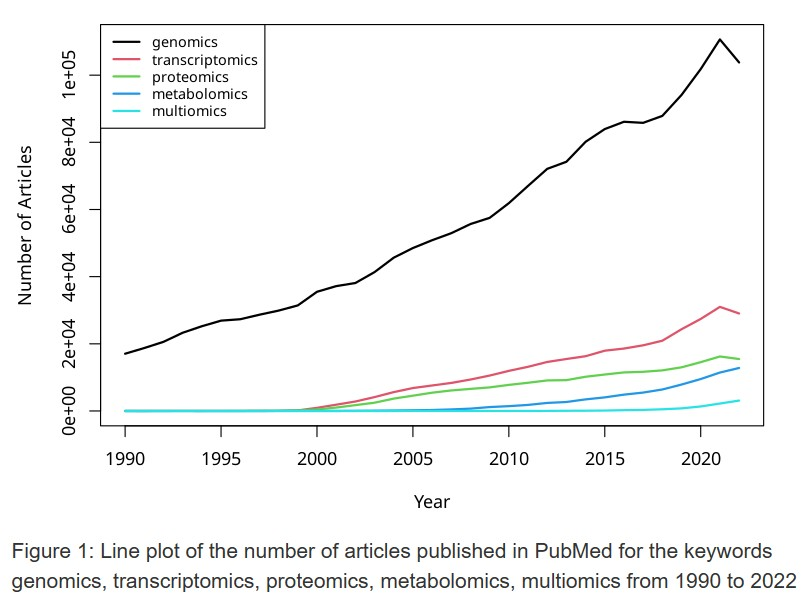 genomics
transcriptomics
proteomics
metabolomics
multiomics
Number of Articles
1e+05
8e+04
6e+04
4e+04
2e+04
0e+00
1990 1995 2000 2005 2010 2015 2020
Year
Figure 1: Line plot of the number of articles published in PubMed for the keywords
genomics, transcriptomics, proteomics, metabolomics, multiomics from 1990 to 2022